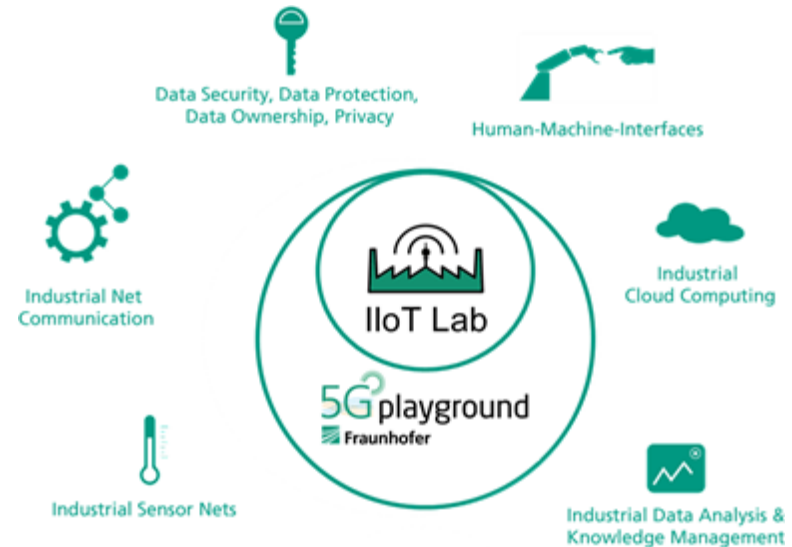 Data Security, Data Protection,
Data Ownership, Privacy
Human-Machine-Interfaces
Industrial Net
Communication
Industrial
Cloud Computing
IIoT Lab
5G playground
Fraunhofer
Industrial Sensor Nets
Industrial Data Analysis &
Knowledge Management